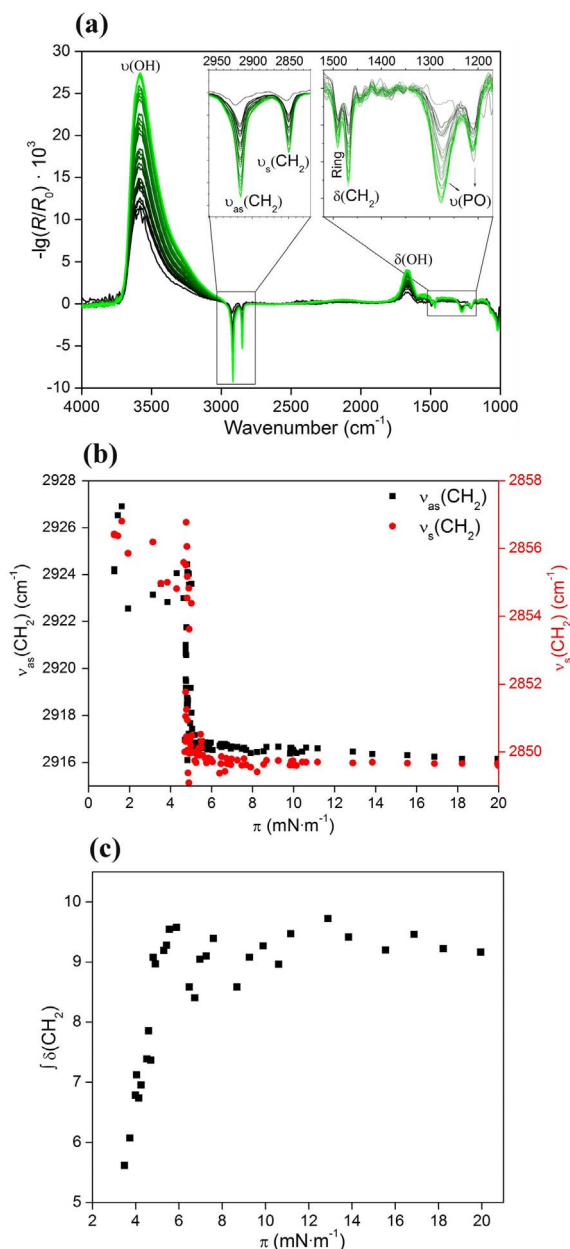 (a)
2950 2900 2850
1500 1400 1300 1200
30
υ(OH)
25
20
υs(CH2)
Ring
15
δ(CH2)
υas(CH2)
υ(PO)
-lg(R/R0) · 10³
10
δ(OH)
5
0
-5
-10
4000 3500 3000 2500 2000 1500 1000
Wavenumber (cm⁻¹)
(b)
2928
2926
2924
2922
2920
2918
2916
νas(CH2) (cm⁻¹)
νas(CH2)
νs(CH2)
2858
2856
2854
2852
2850
νs(CH2) (cm⁻¹)
0 2 4 6 8 10 12 14 16 18 20
π (mN·m⁻¹)
(c)
10
9
8
7
6
5
∫ δ(CH2)
2 4 6 8 10 12 14 16 18 20
π (mN·m⁻¹)